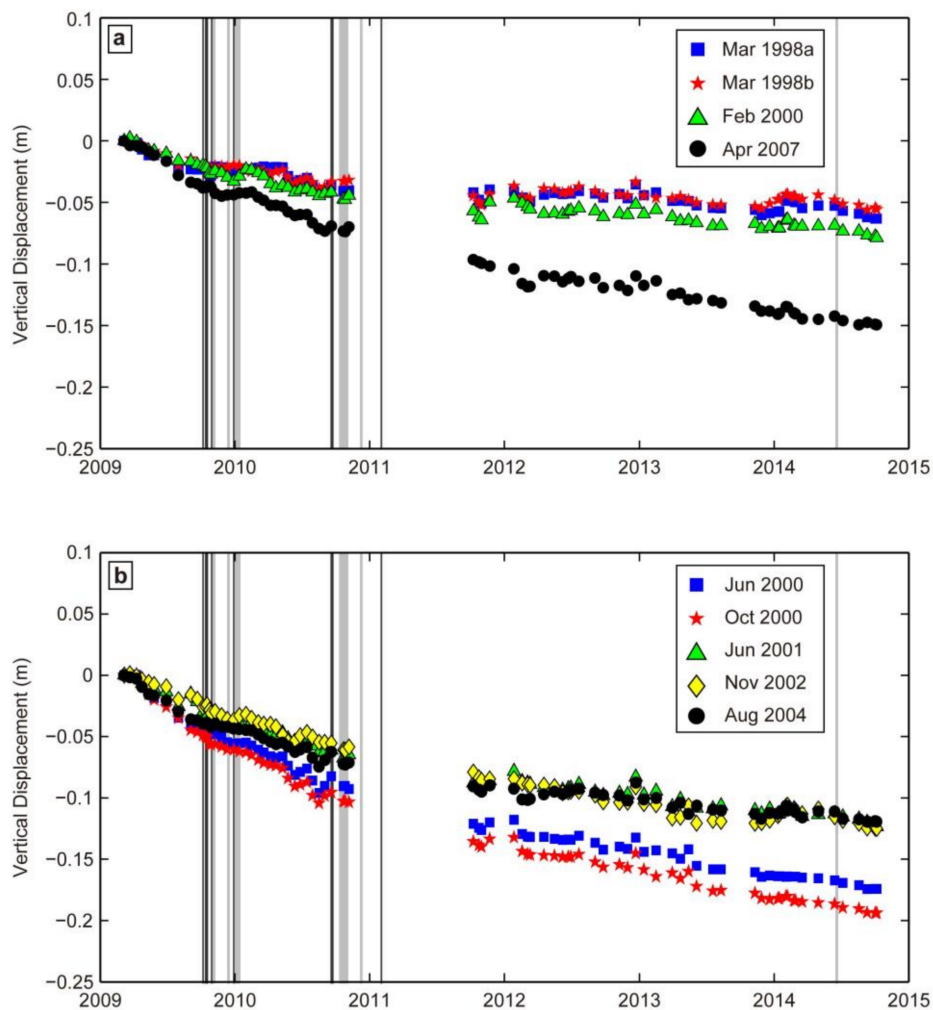 a
Vertical Displacement (m)
0.1
0.05
0
−0.05
−0.1
−0.15
−0.2
−0.25
2009
2010
2011
2012
2013
2014
2015
Mar 1998a
Mar 1998b
Feb 2000
Apr 2007
b
Vertical Displacement (m)
0.1
0.05
0
−0.05
−0.1
−0.15
−0.2
−0.25
2009
2010
2011
2012
2013
2014
2015
Jun 2000
Oct 2000
Jun 2001
Nov 2002
Aug 2004